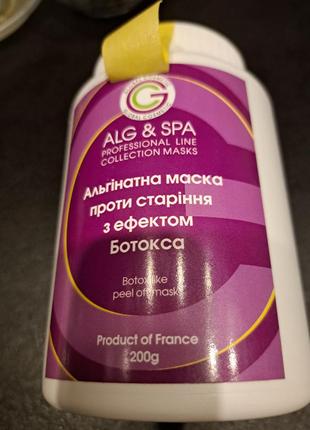 ALG & SPA
PROFESSIONAL LINE
COLLECTION MASKS
Альгінатна маска
проти старіння
з ефектом
Ботокса
Botox like
peel off mask
Product of France
200g